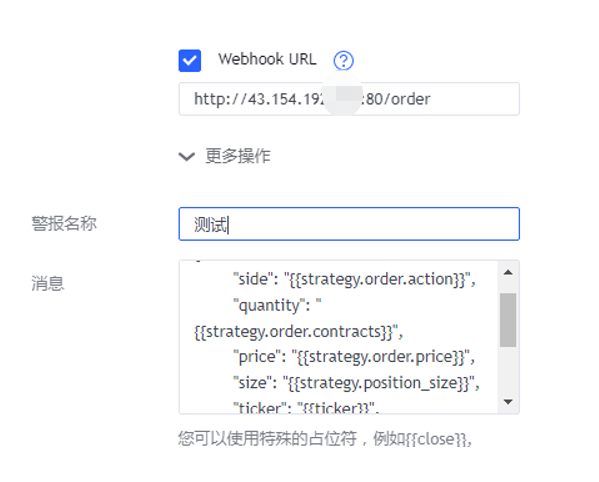 Webhook URL ?
http://43.154.192 :80/order
更多操作
警报名称
测试
消息
"side": "{{strategy.order.action}}",
"quantity": "
{{strategy.order.contracts}}",
"price": "{{strategy.order.price}}",
"size": "{{strategy.position_size}}",
"ticker": "{{ticker}}",
您可以使用特殊的占位符，例如{{close}},